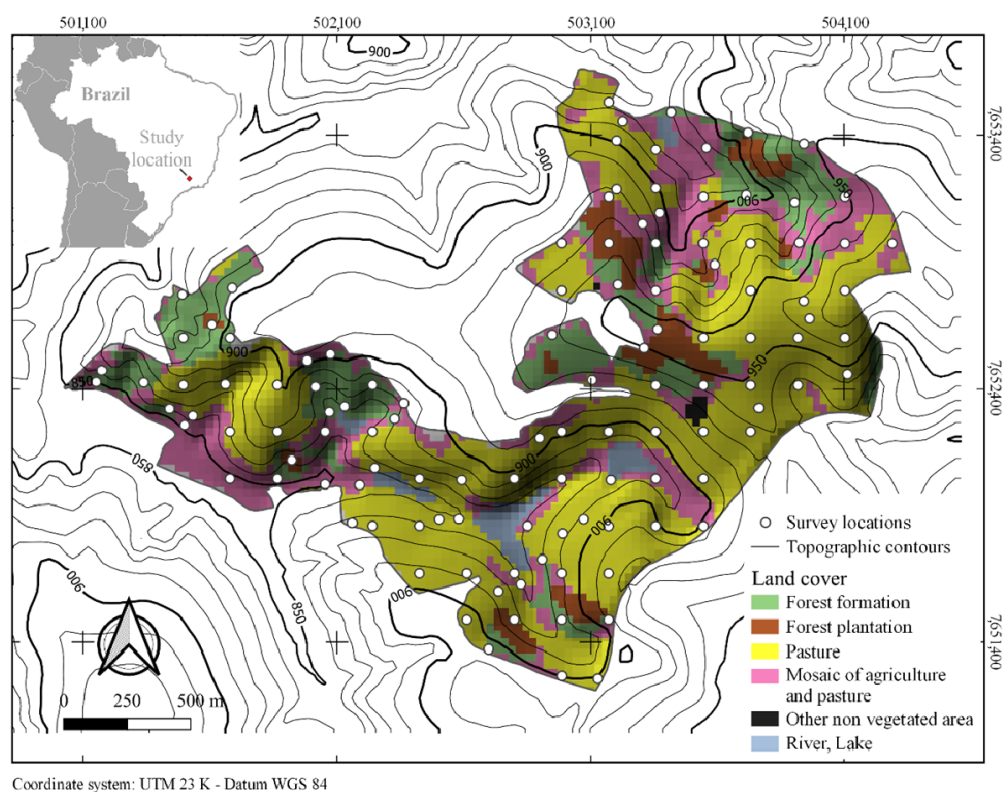 501,100 502,100 503,100 504,100
900
Brazil
Study
location
7,653,400
900
950
900
900
850
7,652,400
950
900
850
900
900
900
850
7,651,400
Survey locations
Topographic contours
Land cover
Forest formation
Forest plantation
Pasture
Mosaic of agriculture
and pasture
Other non vegetated area
River, Lake
0 250 500 m
Coordinate system: UTM 23 K - Datum WGS 84